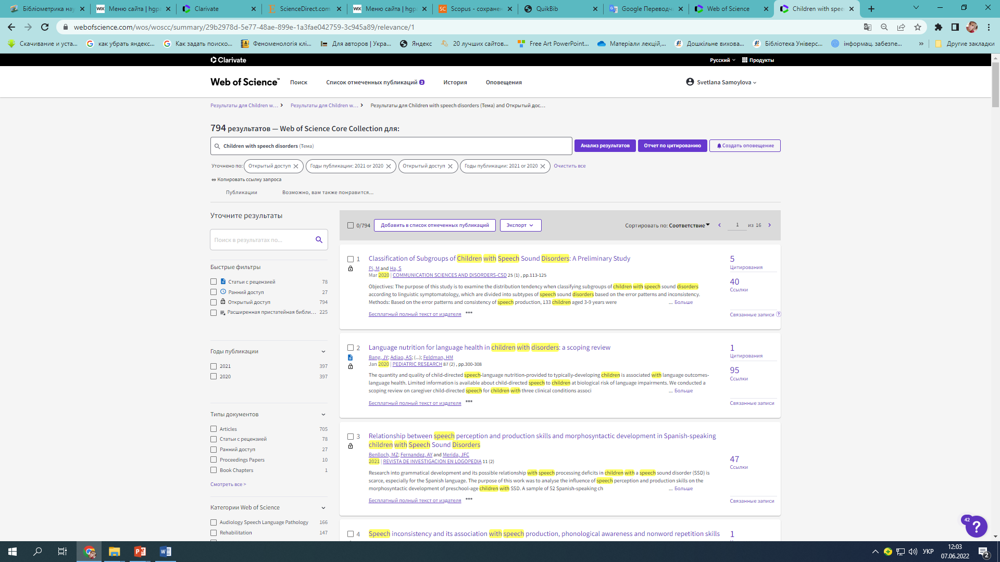 Бібліометрика нау
Меню сайта | hgpa
Clarivate
ScienceDirect.com
Меню сайта | hgpa
Scopus - сохранен
QuikBib
Google Переводчи
Web of Science
Children with spee
webofscience.com/wos/woscc/summary/29b2978d-5e77-48ae-899e-1a3fae042759-3c945a89/relevance/1
Скачивание и уста...
как убрать яндекс...
Как задать поиско...
Феноменологія клі...
Для авторов | Укра...
Яндекс
20 лучших сайтов...
Free Art PowerPoint...
Матеріали лекцій,...
Дошкільне вихова...
Бібліотека Універс...
інформац. забезпе...
»
Другие закладки
Clarivate
Русский
Продукты
Web of Science™
Поиск
Список отмеченных публикаций 2
История
Оповещения
Svetlana Samoylova
Результаты для Children w... > Результаты для Children w... > Результаты для Children with speech disorders (Тема) and Открытый дос...
794 результатов — Web of Science Core Collection для:
Children with speech disorders (Тема)
Анализ результатов
Отчет по цитированию
Создать оповещение
Уточнено по: Открытый доступ Годы публикации: 2021 or 2020 Открытый доступ Годы публикации: 2021 or 2020 Очистить все
Копировать ссылку запроса
Публикации
Возможно, вам также понравится...
Уточните результаты
Поиск в результатах по...
Быстрые фильтры
Статьи с рецензией 78
Ранний доступ 27
Открытый доступ 794
Расширенная пристатейная библи... 225
Годы публикации
2021 397
2020 397
Типы документов
Articles 705
Статьи с рецензией 78
Ранний доступ 27
Proceedings Papers 10
Book Chapters 1
Смотреть все >
Категории Web of Science
Audiology Speech Language Pathology 166
Rehabilitation 147
0/794
Добавить в список отмеченных публикаций
Экспорт
Сортировать по: Соответствие
1 из 16
1
Classification of Subgroups of Children with Speech Sound Disorders: A Preliminary Study
Pi, M and Ha, S
Mar 2020 | COMMUNICATION SCIENCES AND DISORDERS-CSD 25 (1) , pp.113-125
Objectives: The purpose of this study is to examine the distribution tendency when classifying subgroups of children with speech sound disorders
according to linguistic symptomatology, which are divided into subtypes of speech sound disorders based on the error patterns and inconsistency.
Methods: Based on the error patterns and consistency of speech production, 133 children aged 3-9 years were ... Больше
Бесплатный полный текст от издателя •••
5
Цитирования
40
Ссылки
Связанные записи ?
2
Language nutrition for language health in children with disorders: a scoping review
Bang, JY; Adiao, AS; (...); Feldman, HM
Jan 2020 | PEDIATRIC RESEARCH 87 (2) , pp.300-308
The quantity and quality of child-directed speech-language nutrition-provided to typically-developing children is associated with language outcomes-
language health. Limited information is available about child-directed speech to children at biological risk of language impairments. We conducted a
scoping review on caregiver child-directed speech for children with three clinical conditions associ ... Больше
Бесплатный полный текст от издателя •••
1
Цитирования
95
Ссылки
Связанные записи
3
Relationship between speech perception and production skills and morphosyntactic development in Spanish-speaking
children with Speech Sound Disorders
Benlloch, MZ; Fernandez, AY and Merida, JFC
2021 | REVISTA DE INVESTIGACION EN LOGOPEDIA 11 (2)
Research into grammatical development and its possible relationship with speech processing deficits in children with a speech sound disorder (SSD) is
scarce, especially for the Spanish language. The purpose of this work was to analyse the influence of speech perception and production skills on the
morphosyntactic development of preschool-age children with SSD. A sample of 52 Spanish-speaking ch ... Больше
Бесплатный полный текст от издателя •••
47
Ссылки
Связанные записи
4
Speech inconsistency and its association with speech production, phonological awareness and nonword repetition skills
1
42
?
УКР
12:03
07.06.2022
2